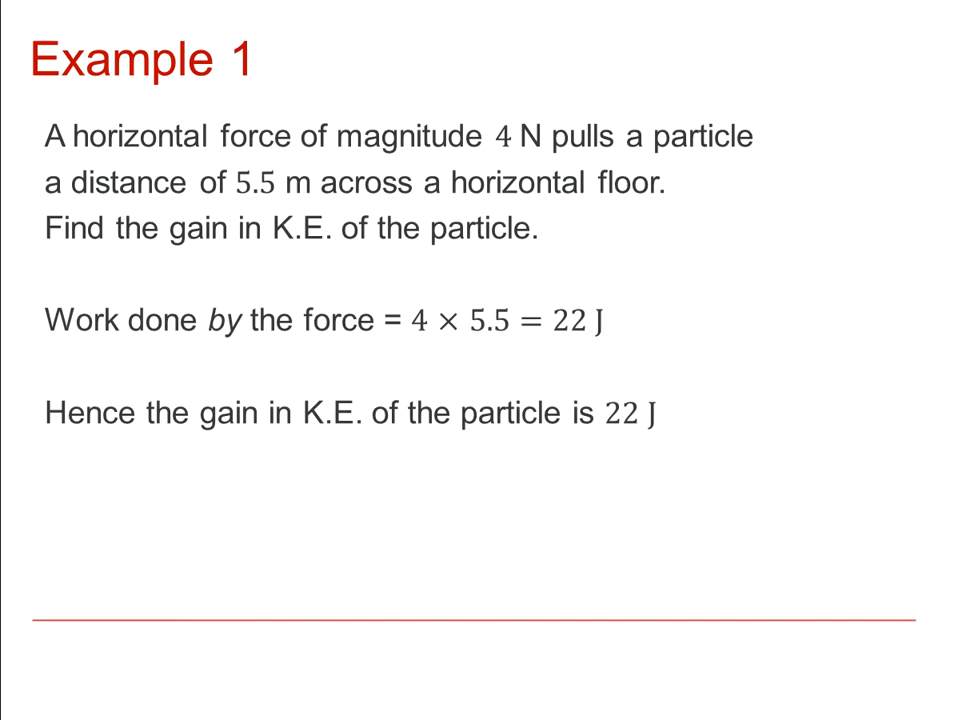 Example 1
A horizontal force of magnitude 4 N pulls a particle
a distance of 5.5 m across a horizontal floor.
Find the gain in K.E. of the particle.
Work done by the force = 4 × 5.5 = 22 J
Hence the gain in K.E. of the particle is 22 J